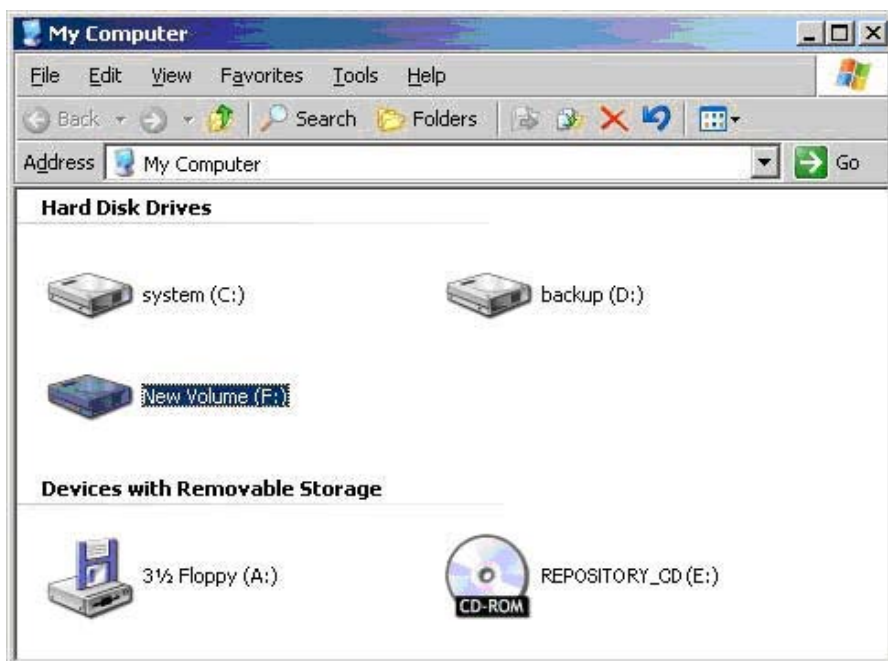 My Computer
File Edit View Favorites Tools Help
Back Search Folders
Address My Computer Go
Hard Disk Drives
system (C:) backup (D:)
New Volume (F:)
Devices with Removable Storage
3½ Floppy (A:) REPOSITORY_CD (E:)
CD-ROM